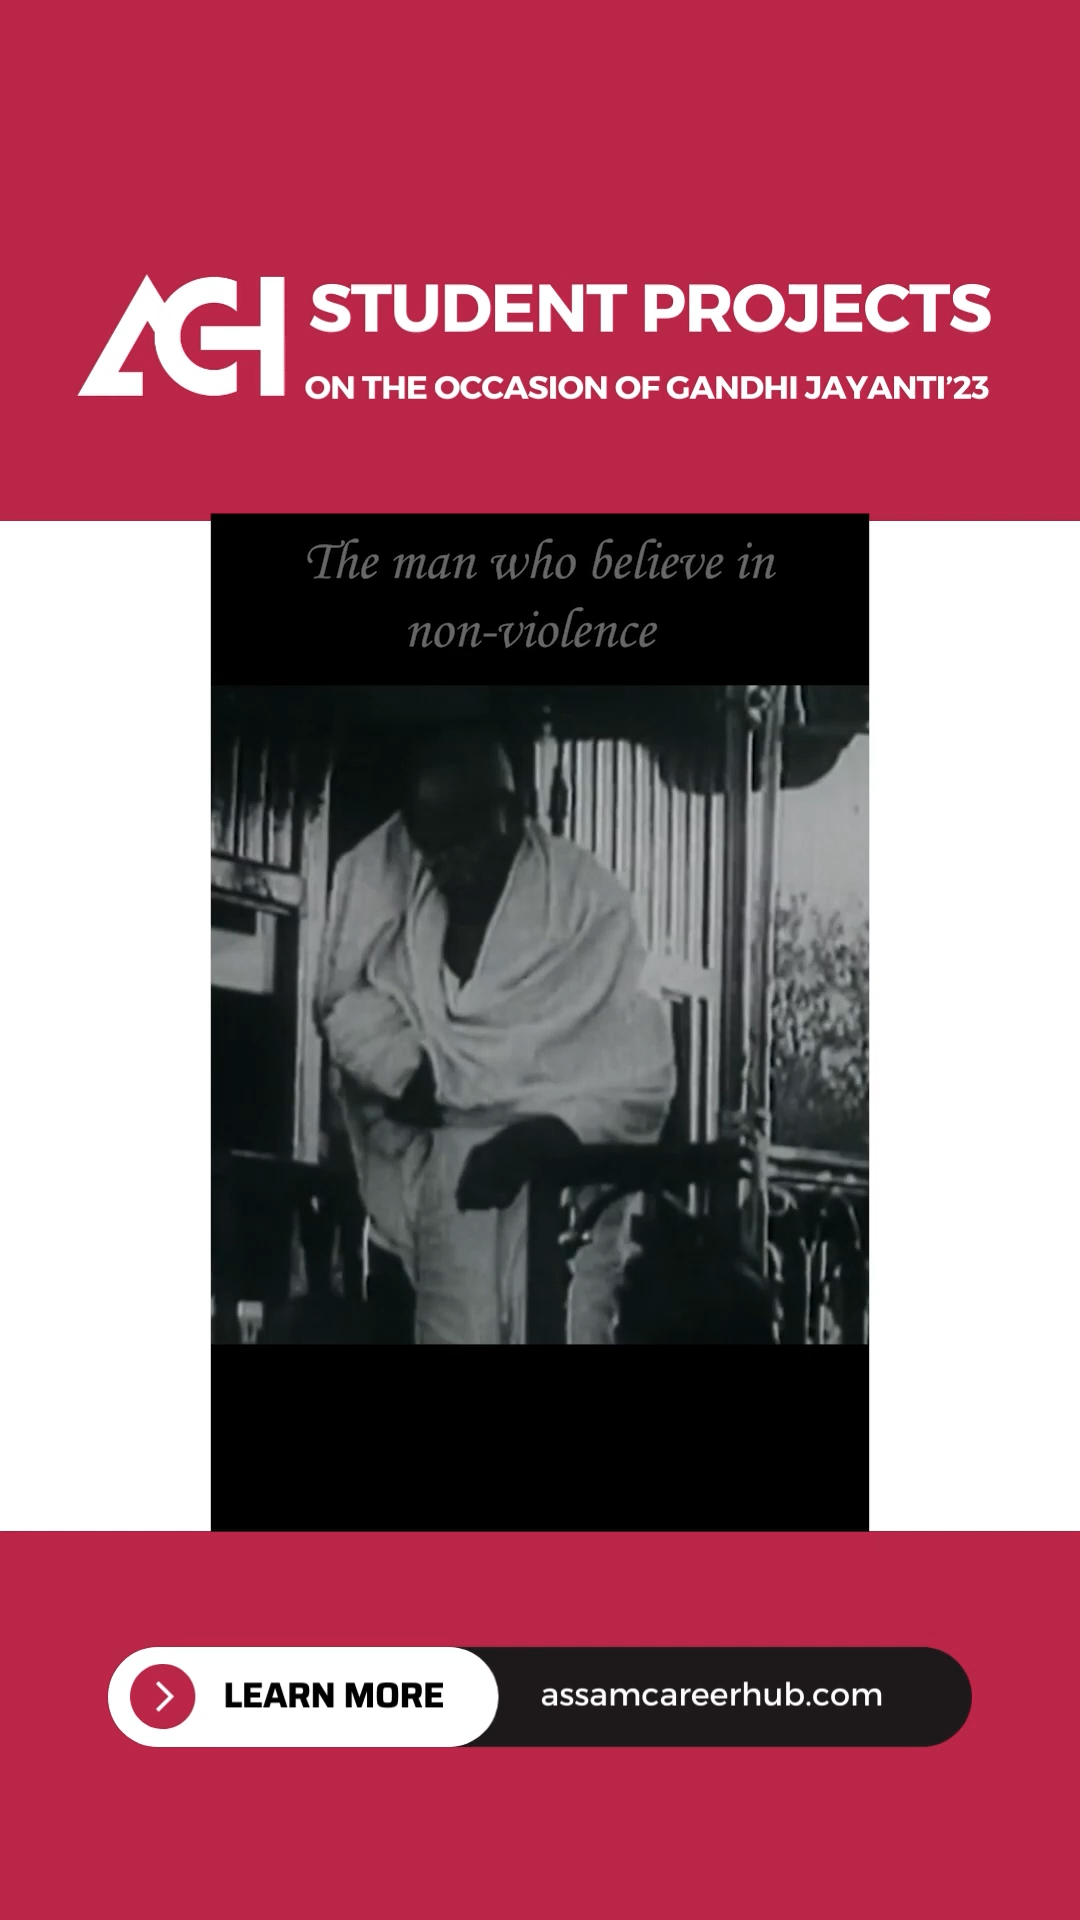 ACH
STUDENT PROJECTS
ON THE OCCASION OF GANDHI JAYANTI’23
The man who believe in
non-violence
LEARN MORE
assamcareerhub.com